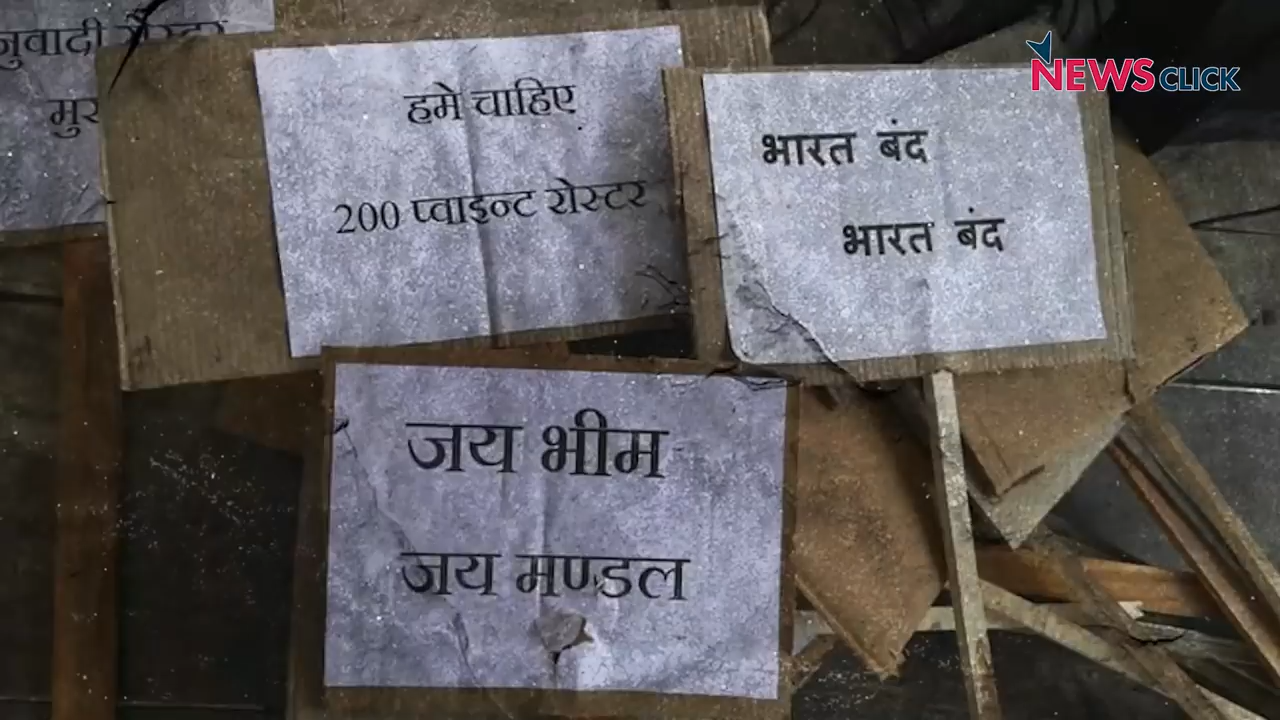 हमे चाहिए
200 प्वाइन्ट रोस्टर
भारत बंद
भारत बंद
जय भीम
जय मण्डल
NEWSCLICK